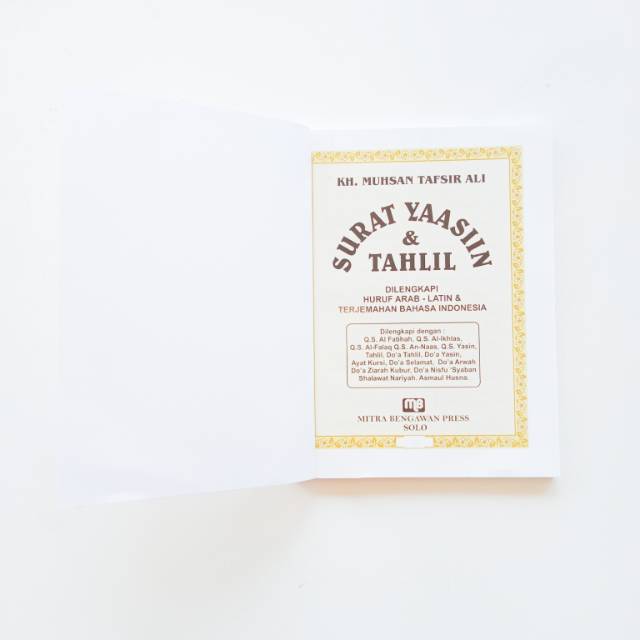 KH. MUHSAN TAFSIR ALI
SURAT YAASIIN
&
TAHLIL
DILENGKAPI
HURUF ARAB - LATIN &
TERJEMAHAN BAHASA INDONESIA
Dilengkapi dengan :
Q.S. Al Fatihah, Q.S. Al-Ikhlas,
Q.S. Al-Falaq Q.S. An-Naas, Q.S. Yasin,
Tahlil, Do'a Tahlil, Do'a Yasin,
Ayat Kursi, Do'a Selamat, Do'a Arwah
Do'a Ziarah Kubur, Do'a Nisfu 'Syaban
Shalawat Nariyah. Asmaul Husna.
MB
MITRA BENGAWAN PRESS
SOLO